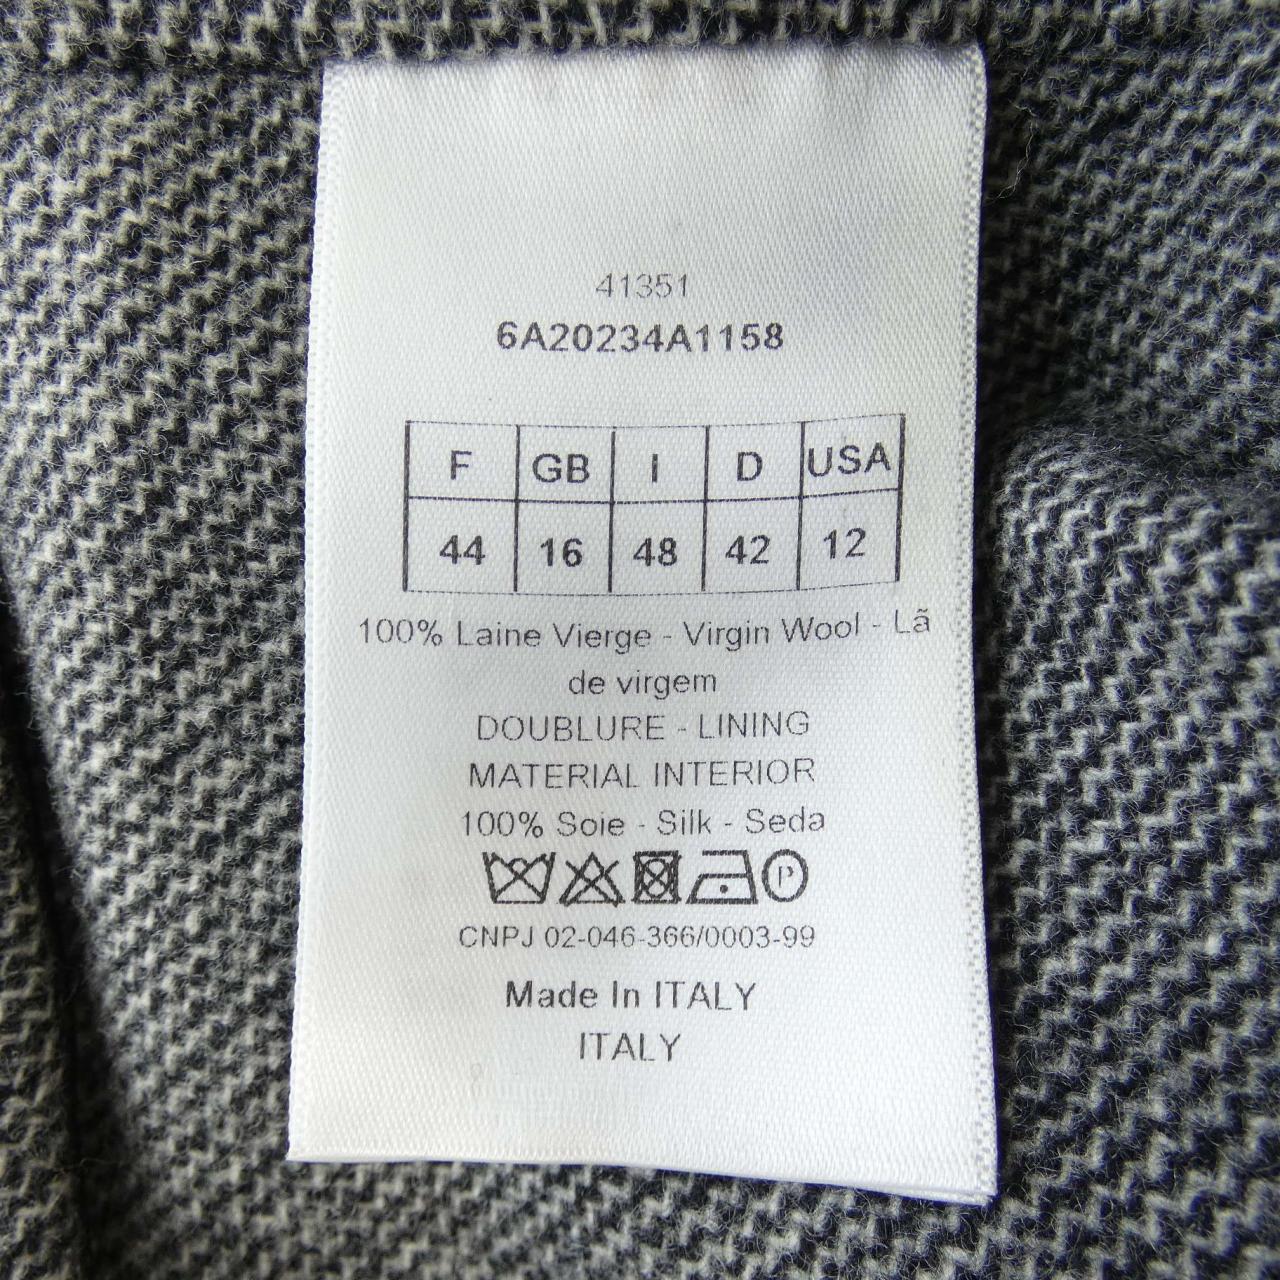 41351
6A20234A1158
F GB I D USA
44 16 48 42 12
100% Laine Vierge - Virgin Wool - Lã
de virgem
DOUBLURE - LINING
MATERIAL INTERIOR
100% Soie - Silk - Seda
P
CNPJ 02-046-366/0003-99
Made In ITALY
ITALY